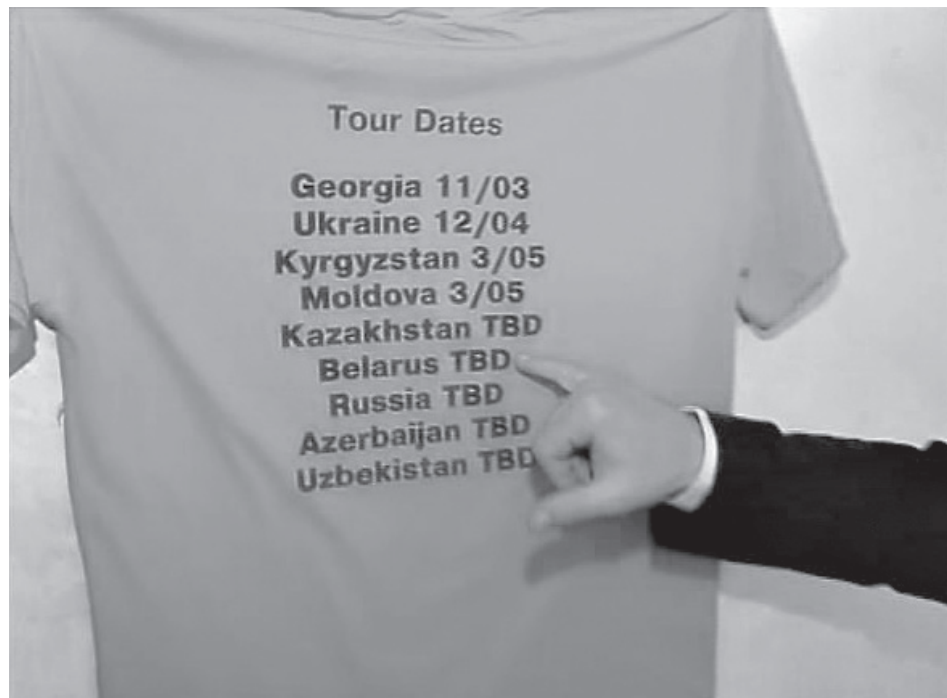 Tour Dates
Georgia 11/03
Ukraine 12/04
Kyrgyzstan 3/05
Moldova 3/05
Kazakhstan TBD
Belarus TBD
Russia TBD
Azerbaijan TBD
Uzbekistan TBD